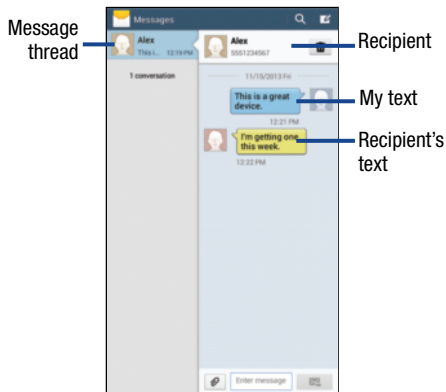 Message
thread
Messages
Alex
This i... 12:19 PM
1 conversation
Alex
5551234567
Recipient
11/15/2013 Fri
This is a great
device.
My text
12:21 PM
I'm getting one
this week.
Recipient's
text
12:22 PM
Enter message